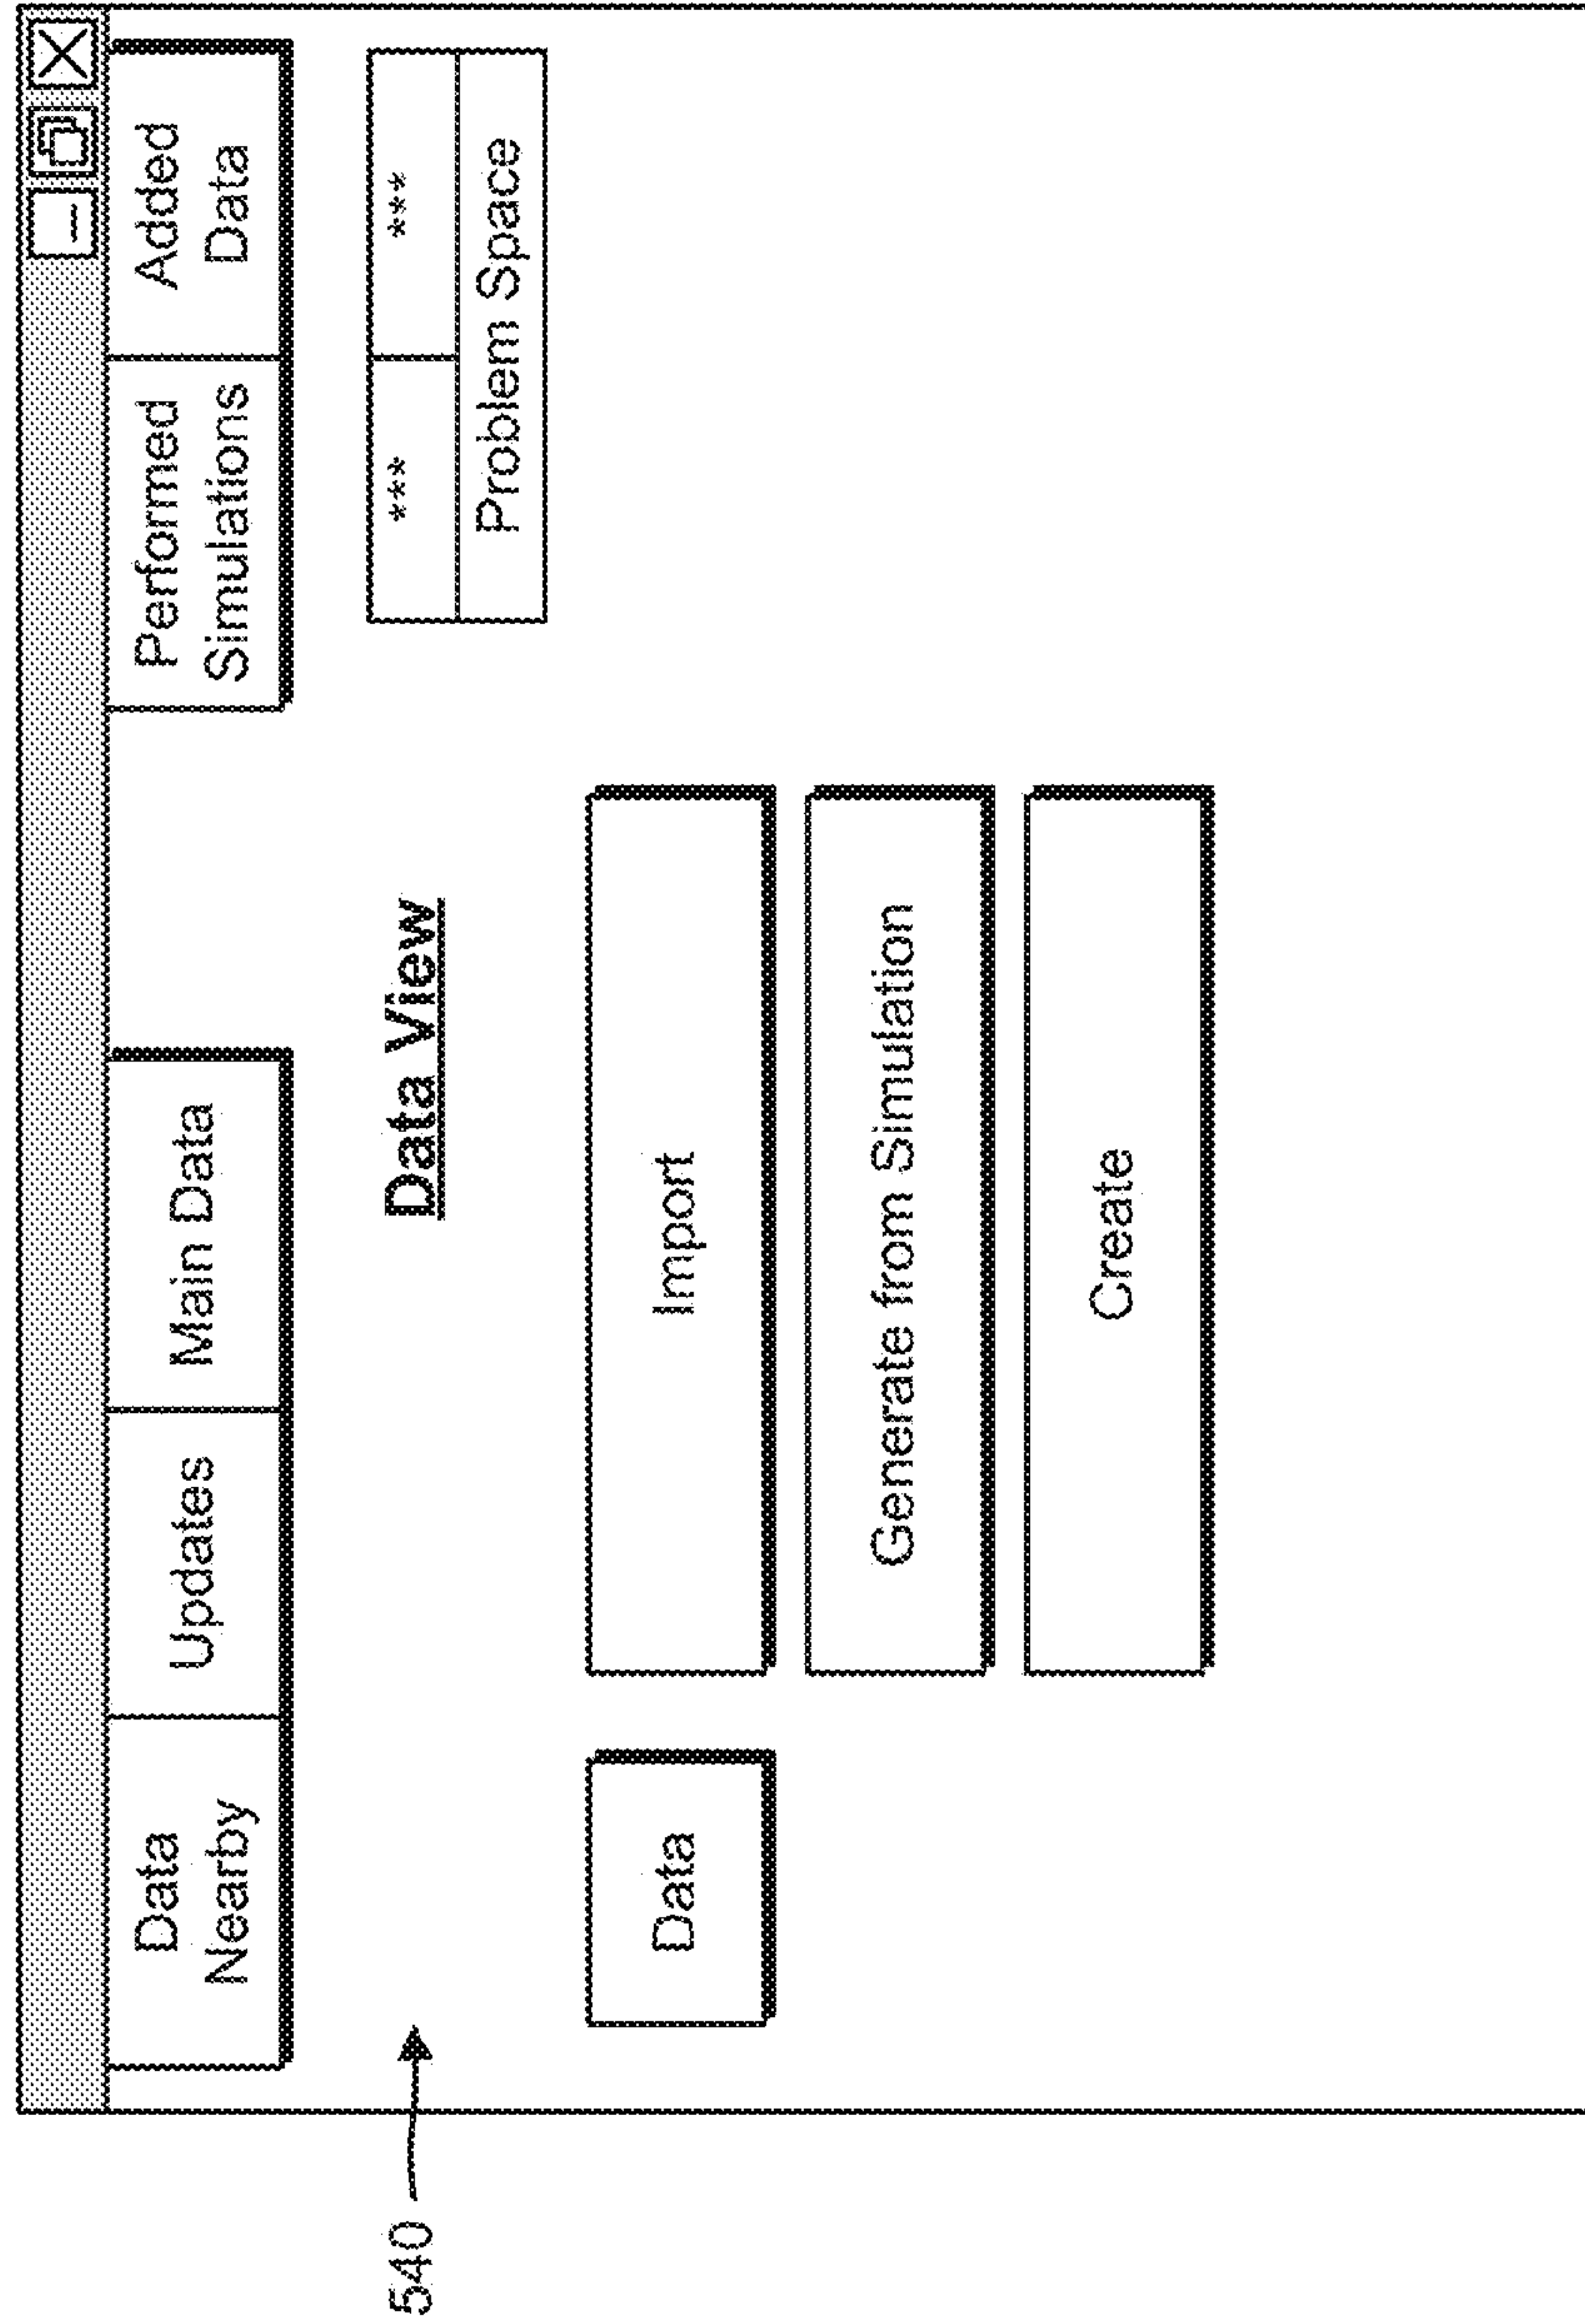 Data
Nearby
Updates
Main Data
Performed
Simulations
Added
Data
540
Data View
***
***
Problem Space
Data
Import
Generate from Simulation
Create